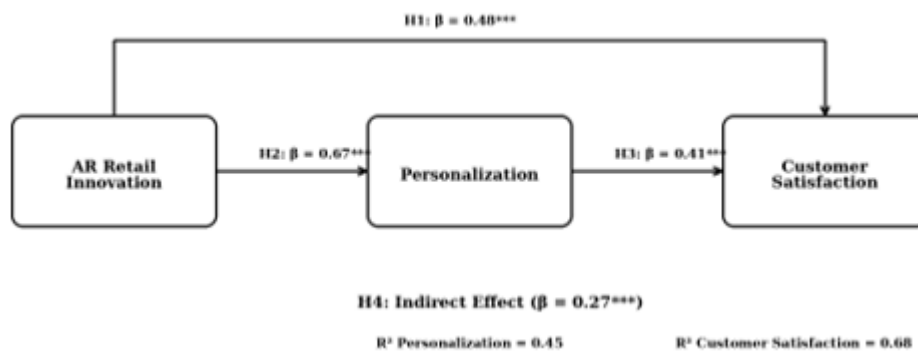 H1: β = 0.48***
AR Retail
Innovation
H2: β = 0.67***
Personalization
H3: β = 0.41***
Customer
Satisfaction
H4: Indirect Effect (β = 0.27***)
R² Personalization = 0.45
R² Customer Satisfaction = 0.68